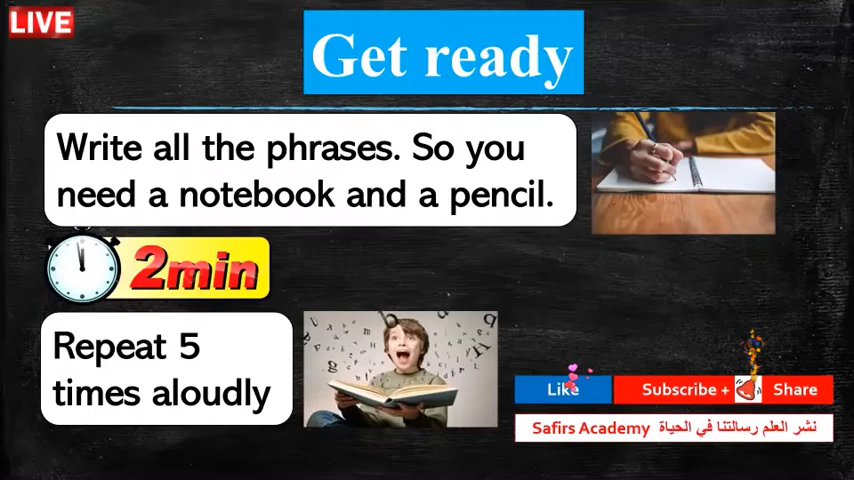 LIVE
Get ready
Write all the phrases. So you
need a notebook and a pencil.
2min
Repeat 5
times aloudly
Like
Subscribe +
Share
Safirs Academy نشر العلم رسالتنا في الحياة